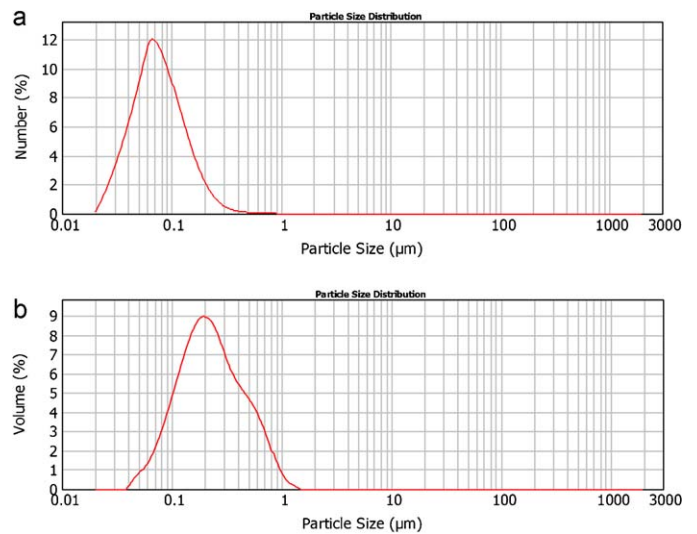 a
Particle Size Distribution
Number (%)
12
10
8
6
4
2
0
0.01 0.1 1 10 100 1000 3000
Particle Size (µm)
b
Particle Size Distribution
Volume (%)
9
8
7
6
5
4
3
2
1
0
0.01 0.1 1 10 100 1000 3000
Particle Size (µm)